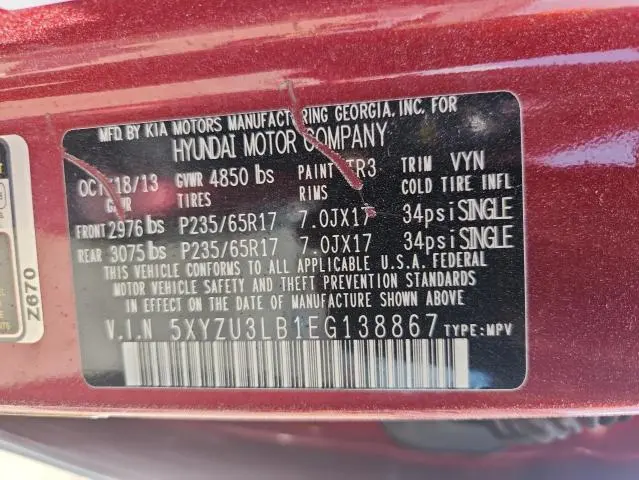 MFD. BY KIA MOTORS MANUFACTURING GEORGIA, INC. FOR
HYUNDAI MOTOR COMPANY
OCT 18/13 GVWR 4850 lbs PAINT TR3 TRIM VYN
GAWR TIRES RIMS COLD TIRE INFL
FRONT 2976 lbs P235/65R17 7.0JX17 34psi SINGLE
REAR 3075 lbs P235/65R17 7.0JX17 34psi SINGLE
THIS VEHICLE CONFORMS TO ALL APPLICABLE U.S.A. FEDERAL
MOTOR VEHICLE SAFETY AND THEFT PREVENTION STANDARDS
IN EFFECT ON THE DATE OF MANUFACTURE SHOWN ABOVE
V.I.N 5XYZU3LB1EG138867 TYPE:MPV
Z670